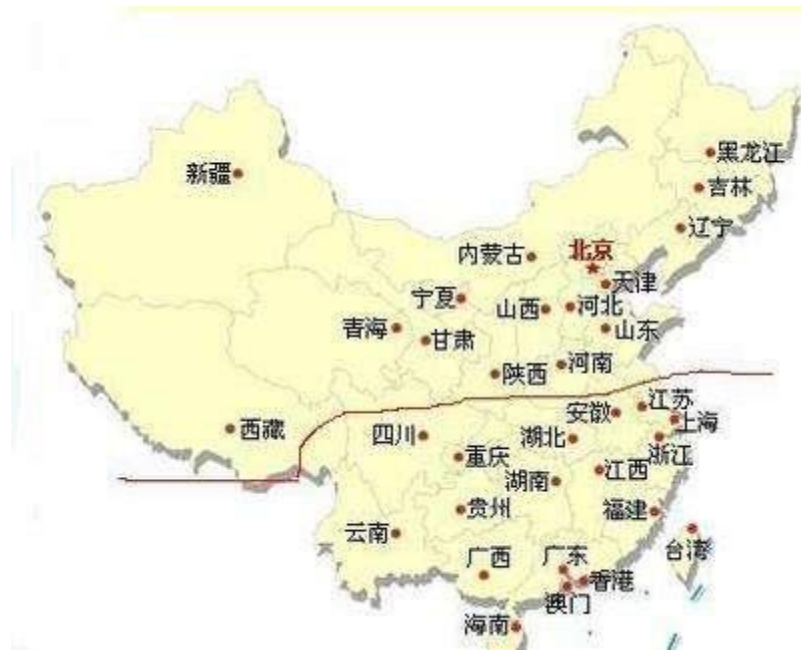 黑龙江
新疆
吉林
辽宁
北京
内蒙古
天津
宁夏
山西
河北
青海
甘肃
山东
陕西
河南
安徽
江苏
上海
西藏
四川
湖北
浙江
重庆
江西
湖南
贵州
福建
云南
台湾
广西
广东
香港
澳门
海南